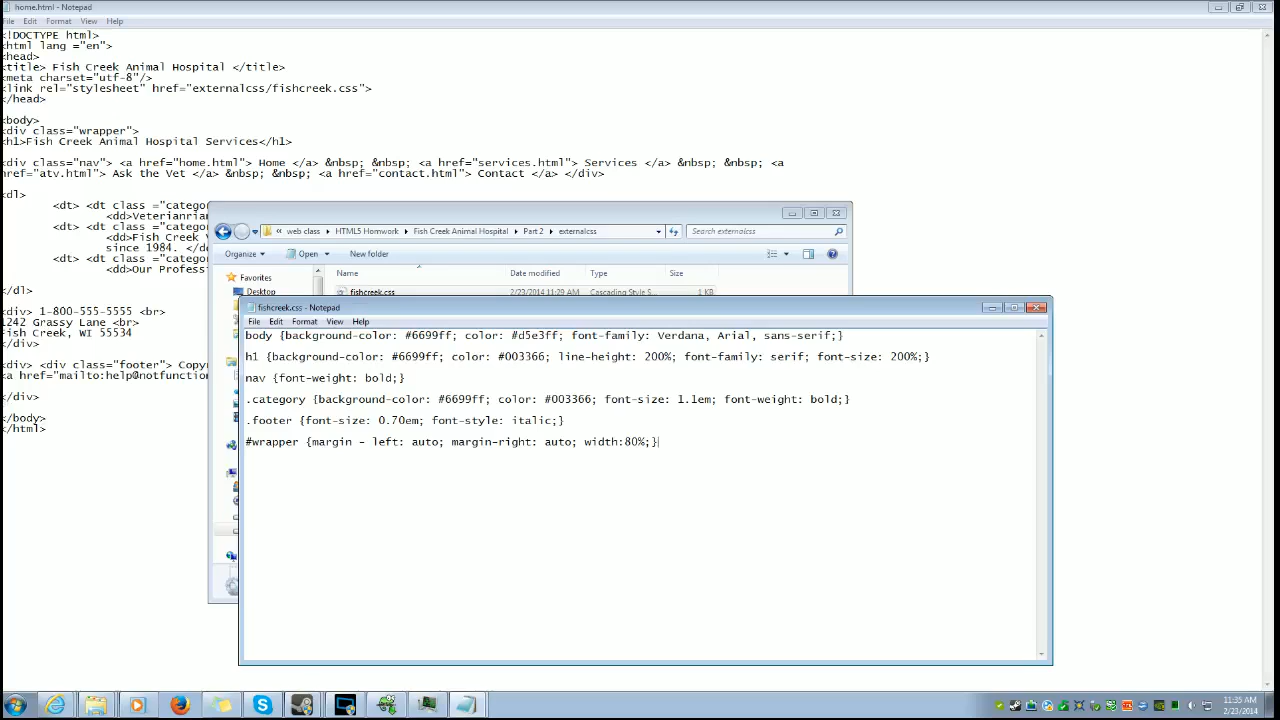 home.html - Notepad
File Edit Format View Help
<!DOCTYPE html>
<html lang ="en">
<head>
<title> Fish Creek Animal Hospital </title>
<meta charset="utf-8"/>
<link rel="stylesheet" href="externalcss/fishcreek.css">
</head>
<body>
<div class="wrapper">
<h1>Fish Creek Animal Hospital Services</h1>
<div class="nav"> <a href="home.html"> Home </a> &nbsp; &nbsp; <a href="services.html"> Services </a> &nbsp; &nbsp; <a
href="atv.html"> Ask the Vet </a> &nbsp; &nbsp; <a href="contact.html"> Contact </a> </div>
<dl>
<dt> <dt class ="catego
<dd>Veterianria
<dt> <dt class ="catego
<dd>Fish Creek
since 1984. </d
<dt> <dt class ="catego
<dd>Our Profess
</dl>
<div> 1-800-555-5555 <br>
1242 Grassy Lane <br>
Fish Creek, WI 55534
</div>
<div> <div class="footer"> Copy
<a href="mailto:help@notfunction
</div>
</body>
</html>
web class HTML5 Homwork Fish Creek Animal Hospital Part 2 externalcss Search externalcss
Organize Open New folder
Favorites
Desktop
Name Date modified Type Size
fishcreek.css 2/23/2014 11:29 AM Cascading Style S... 1 KB
fishcreek.css - Notepad
File Edit Format View Help
body {background-color: #6699ff; color: #d5e3ff; font-family: Verdana, Arial, sans-serif;}
h1 {background-color: #6699ff; color: #003366; line-height: 200%; font-family: serif; font-size: 200%;}
nav {font-weight: bold;}
.category {background-color: #6699ff; color: #003366; font-size: 1.1em; font-weight: bold;}
.footer {font-size: 0.70em; font-style: italic;}
#wrapper {margin - left: auto; margin-right: auto; width:80%;}
11:35 AM
2/23/2014